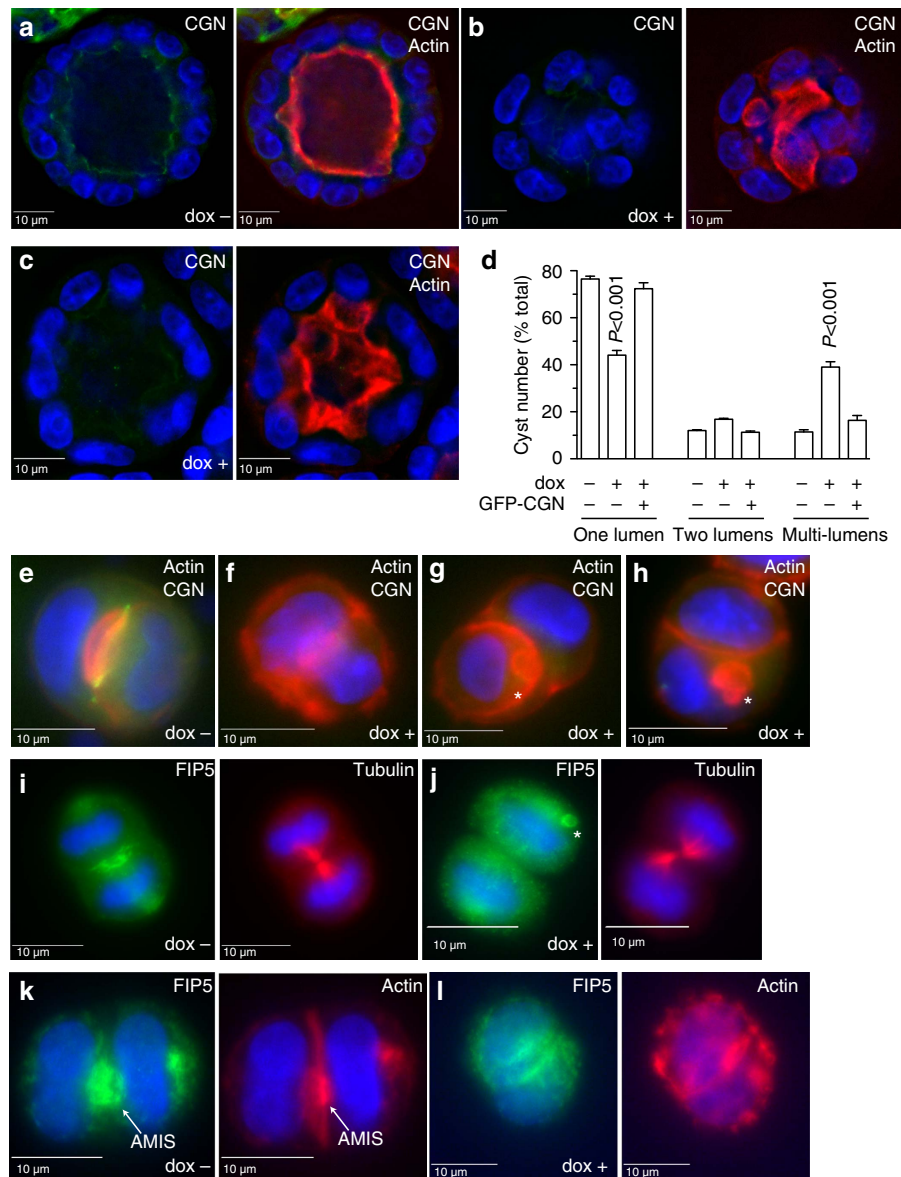 a
CGN
CGN
Actin
10 µm
dox –
10 µm
b
CGN
CGN
Actin
10 µm
dox +
10 µm
c
CGN
CGN
Actin
10 µm
dox +
10 µm
d
Cyst number (% total)
80
60
40
20
0
P<0.001
P<0.001
dox – + + – + + – + +
GFP-CGN – – + – – + – – +
One lumen Two lumens Multi-lumens
e
Actin
CGN
10 µm
dox –
f
Actin
CGN
10 µm
dox +
g
Actin
CGN
*
10 µm
dox +
h
Actin
CGN
*
10 µm
dox +
i
FIP5
Tubulin
10 µm
dox –
10 µm
j
FIP5
Tubulin
*
10 µm
dox +
10 µm
k
FIP5
Actin
AMIS
AMIS
10 µm
dox –
10 µm
l
FIP5
Actin
10 µm
dox +
10 µm